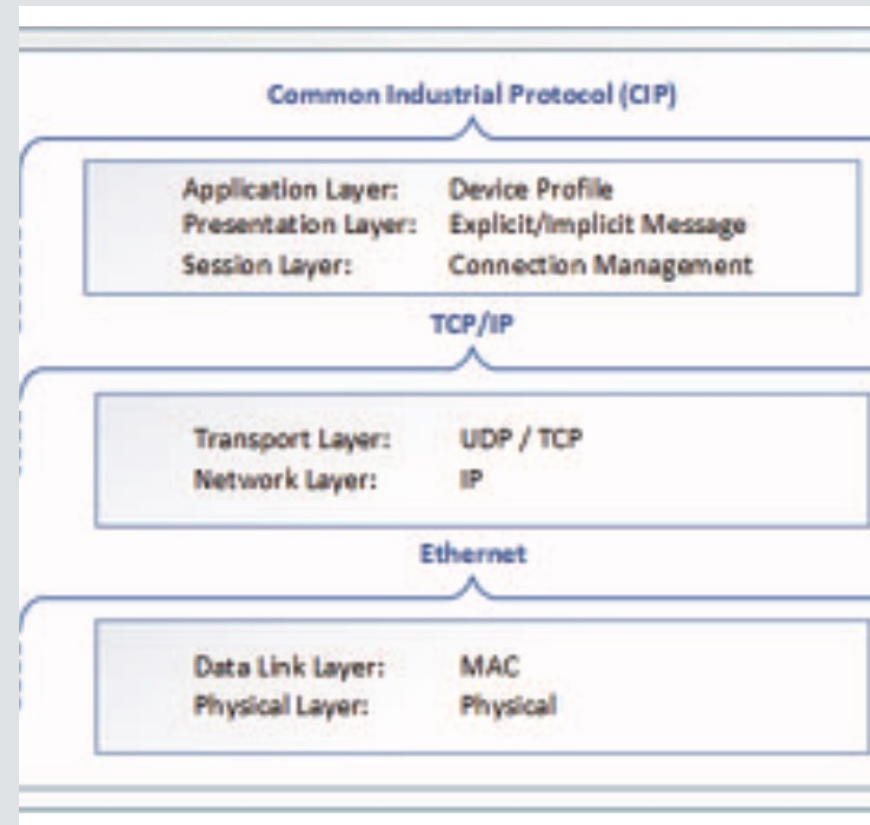 Common Industrial Protocol (CIP)
Application Layer: Device Profile
Presentation Layer: Explicit/Implicit Message
Session Layer: Connection Management
TCP/IP
Transport Layer: UDP / TCP
Network Layer: IP
Ethernet
Data Link Layer: MAC
Physical Layer: Physical